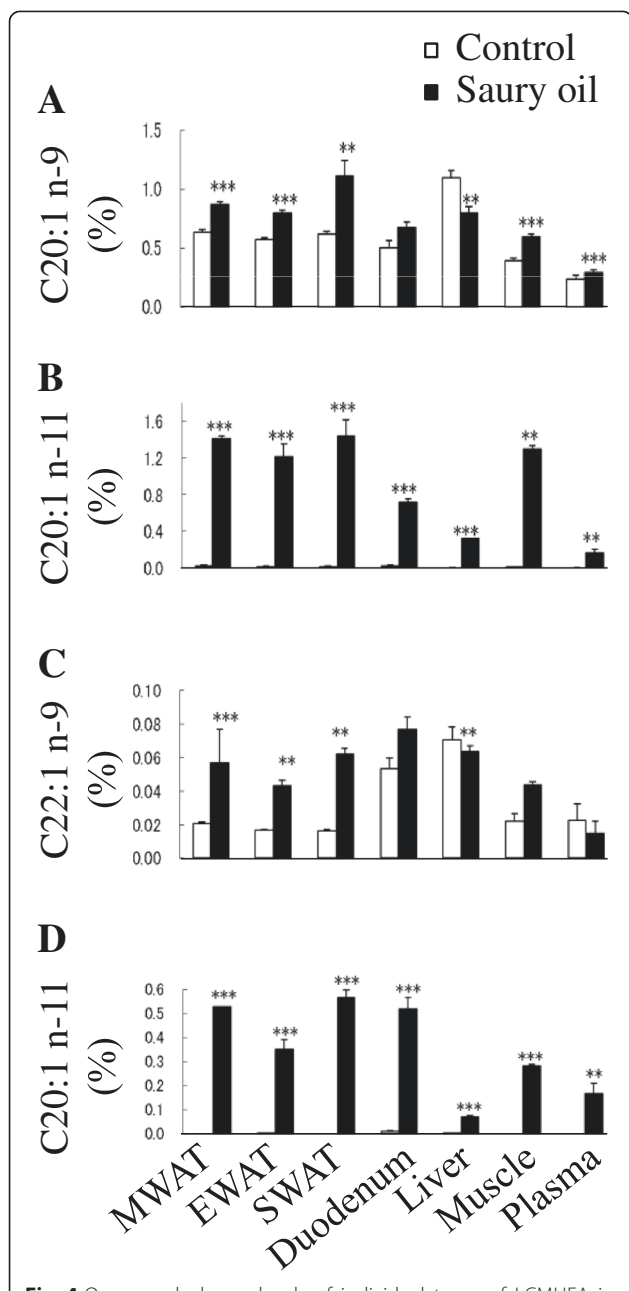 Control
Saury oil
A
C20:1 n-9
(%)
1.5
1.0
0.5
0.0
*** *** ** ** *** ***
B
C20:1 n-11
(%)
1.6
1.2
0.8
0.4
0.0
*** *** *** *** *** ** **
C
C22:1 n-9
(%)
0.10
0.08
0.06
0.04
0.02
0.00
*** ** ** **
D
C20:1 n-11
(%)
0.6
0.5
0.4
0.3
0.2
0.1
0.0
*** *** *** *** *** *** **
MWAT
EWAT
SWAT
Duodenum
Liver
Muscle
Plasma